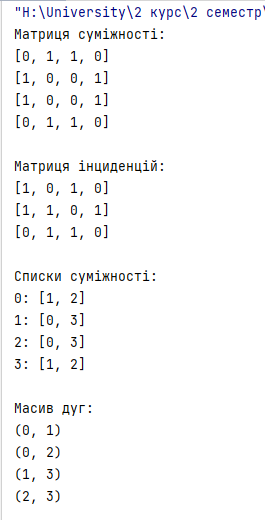 "H:\University\2 курс\2 семестр\
Матриця суміжності:
[0, 1, 1, 0]
[1, 0, 0, 1]
[1, 0, 0, 1]
[0, 1, 1, 0]
Матриця інциденцій:
[1, 0, 1, 0]
[1, 1, 0, 1]
[0, 1, 1, 0]
Списки суміжності:
0: [1, 2]
1: [0, 3]
2: [0, 3]
3: [1, 2]
Масив дуг:
(0, 1)
(0, 2)
(1, 3)
(2, 3)